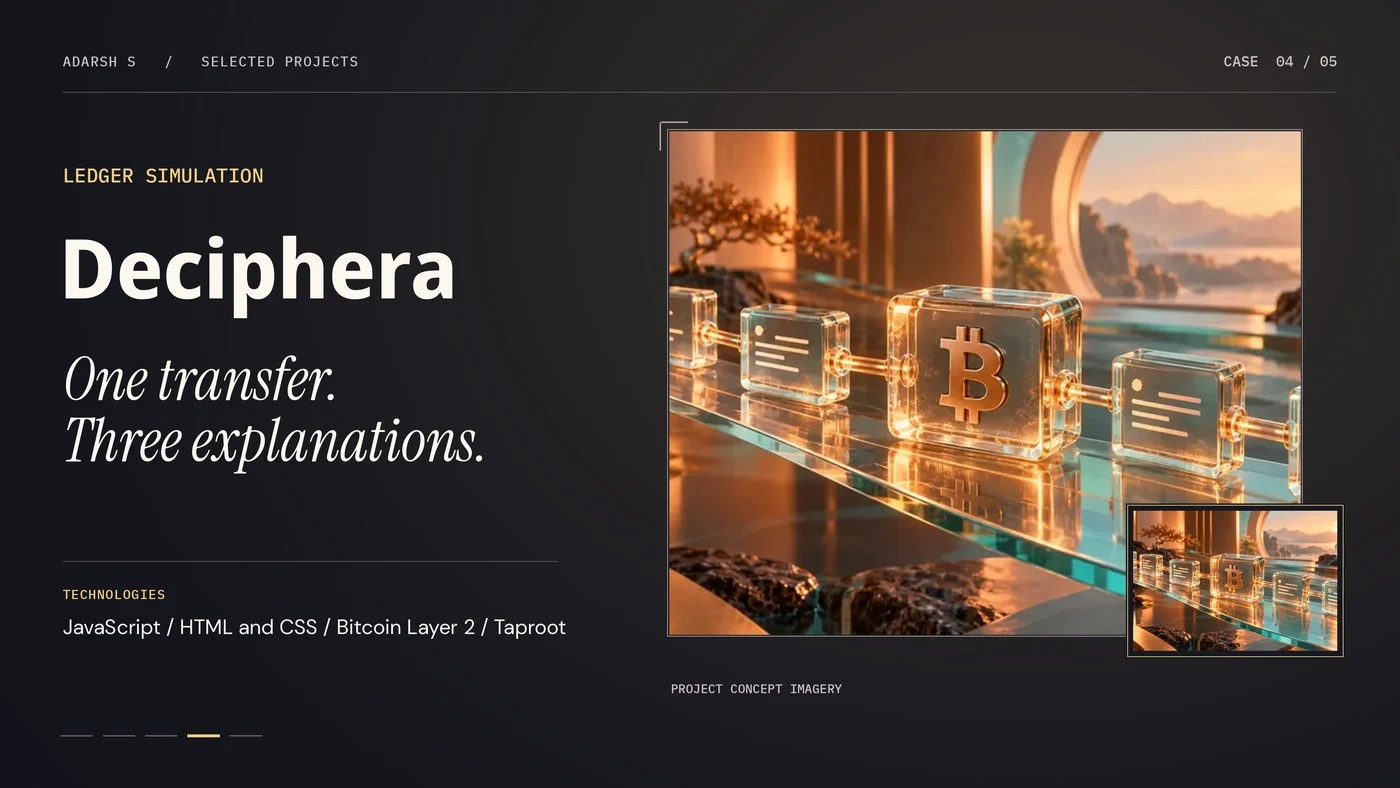 ADARSH S / SELECTED PROJECTS
CASE 04 / 05
LEDGER SIMULATION
Deciphera
One transfer.
Three explanations.
TECHNOLOGIES
JavaScript / HTML and CSS / Bitcoin Layer 2 / Taproot
PROJECT CONCEPT IMAGERY